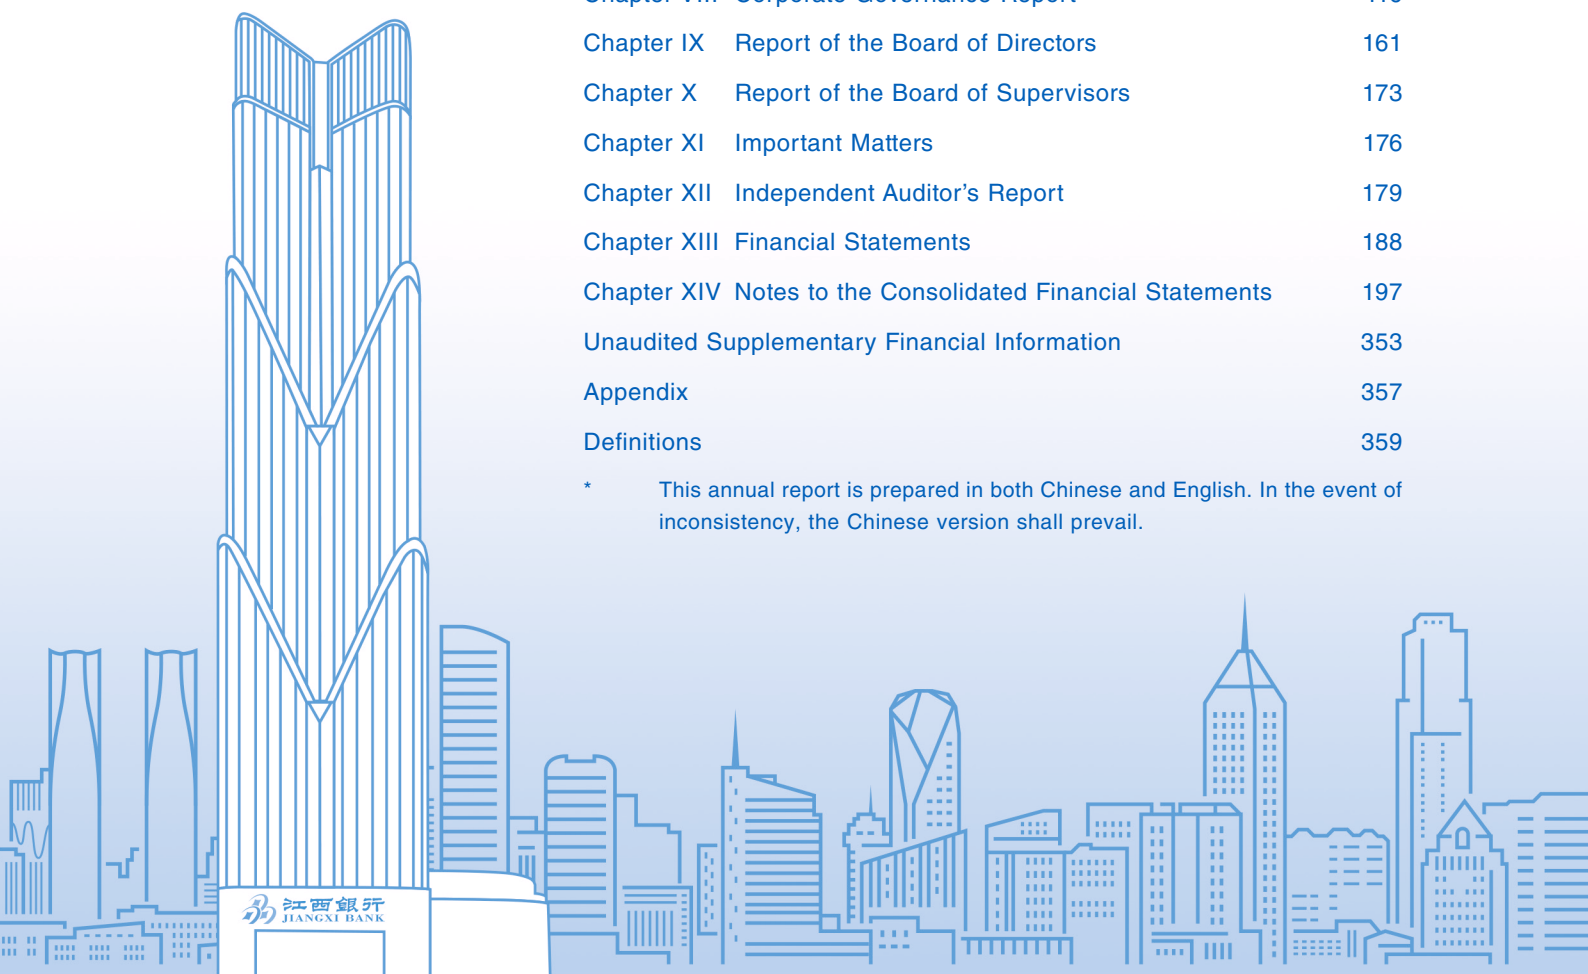 Chapter IX Report of the Board of Directors 161
Chapter X Report of the Board of Supervisors 173
Chapter XI Important Matters 176
Chapter XII Independent Auditor's Report 179
Chapter XIII Financial Statements 188
Chapter XIV Notes to the Consolidated Financial Statements 197
Unaudited Supplementary Financial Information 353
Appendix 357
Definitions 359
* This annual report is prepared in both Chinese and English. In the event of
inconsistency, the Chinese version shall prevail.
江西銀行
JIANGXI BANK